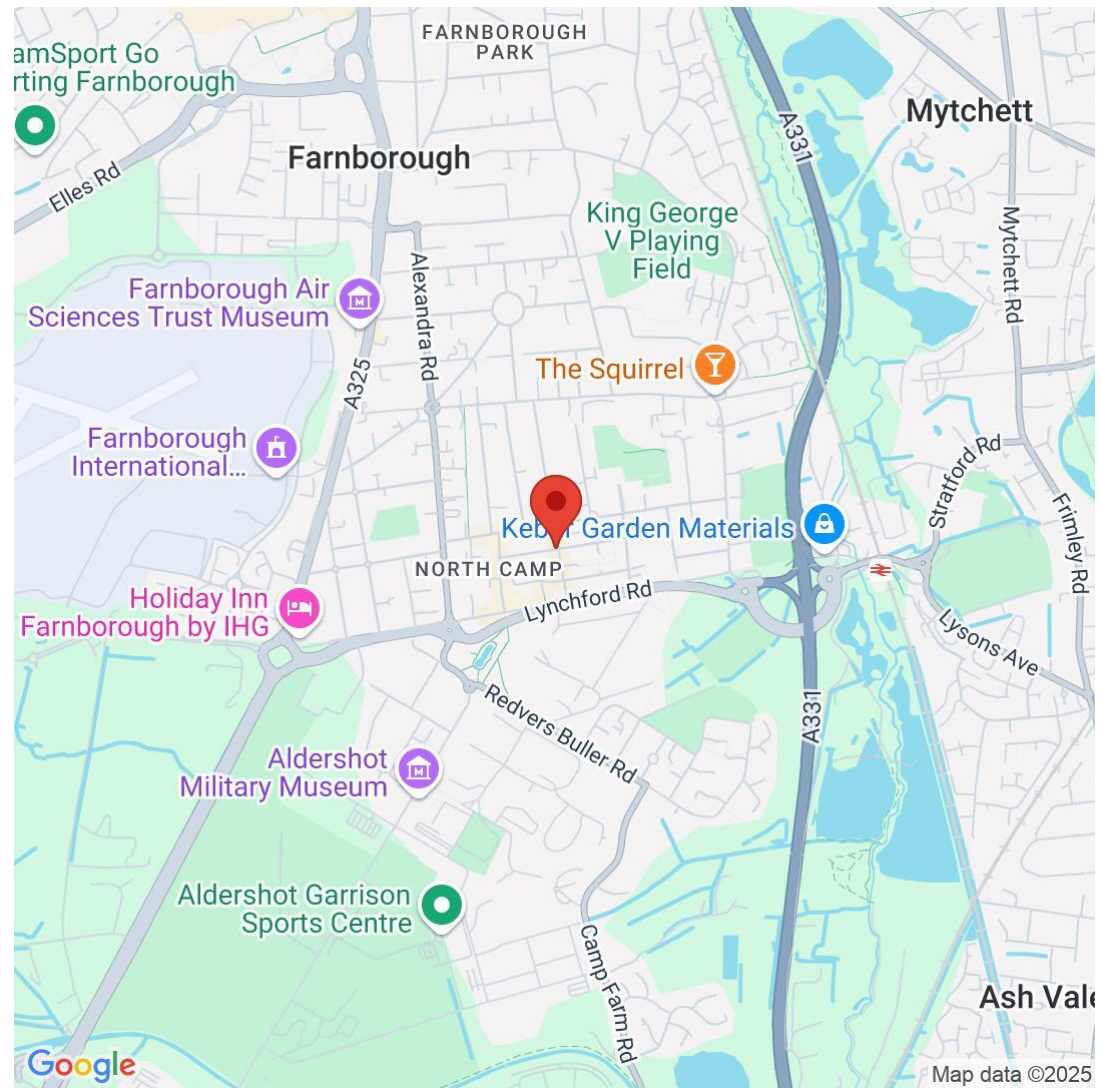 FARNBOROUGH
PARK
amSport Go
rting Farnborough
Mytchett
A331
Farnborough
Elles Rd
King George
V Playing
Field
Mytchett Rd
Alexandra Rd
Farnborough Air
Sciences Trust Museum
A325
The Squirrel
Farnborough
International...
Stratford Rd
Frimley Rd
Garden Materials
NORTH CAMP
Lynchford Rd
Holiday Inn
Farnborough by IHG
Lysons Ave
Redvers Buller Rd
A331
Aldershot
Military Museum
Aldershot Garrison
Sports Centre
Camp Farm Rd
Ash Vale
Google
Map data ©2025